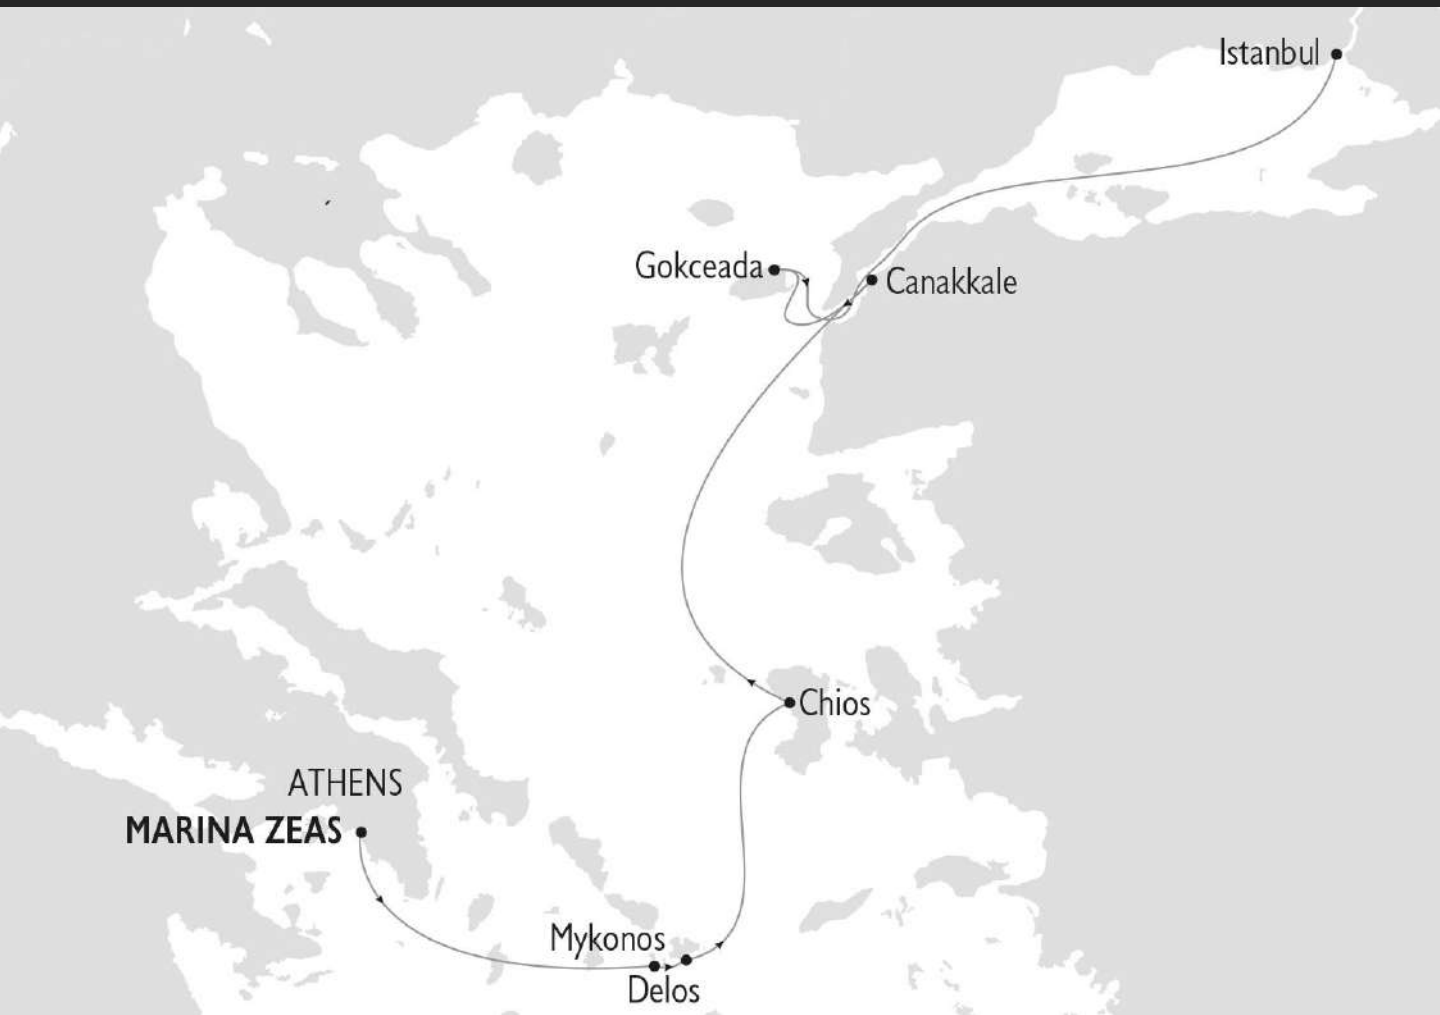 Istanbul
Gokceada
Canakkale
Chios
ATHENS
MARINA ZEAS
Mykonos
Delos